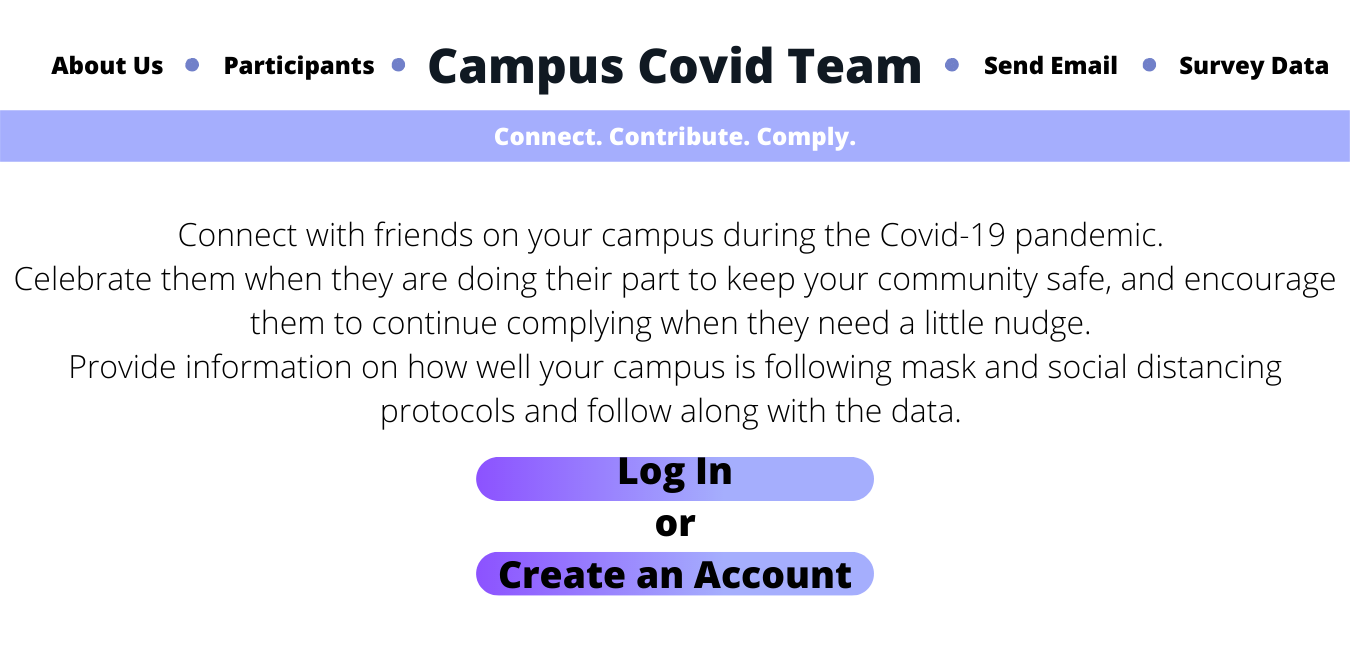 About Us • Participants • Campus Covid Team • Send Email • Survey Data
Connect. Contribute. Comply.
Connect with friends on your campus during the Covid-19 pandemic.
Celebrate them when they are doing their part to keep your community safe, and encourage
them to continue complying when they need a little nudge.
Provide information on how well your campus is following mask and social distancing
protocols and follow along with the data.
Log In
or
Create an Account